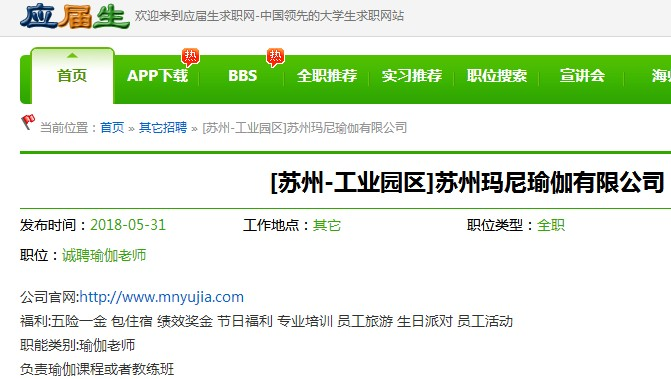 应届生 欢迎来到应届生求职网-中国领先的大学生求职网站
热 热
首页 APP下载 BBS 全职推荐 实习推荐 职位搜索 宣讲会
当前位置：首页 » 其它招聘 » [苏州-工业园区]苏州玛尼瑜伽有限公司
[苏州-工业园区]苏州玛尼瑜伽有限公司
发布时间：2018-05-31 工作地点：其它 职位类型：全职
职位：诚聘瑜伽老师
公司官网:http://www.mnyujia.com
福利:五险一金 包住宿 绩效奖金 节日福利 专业培训 员工旅游 生日派对 员工活动
职能类别:瑜伽老师
负责瑜伽课程或者教练班